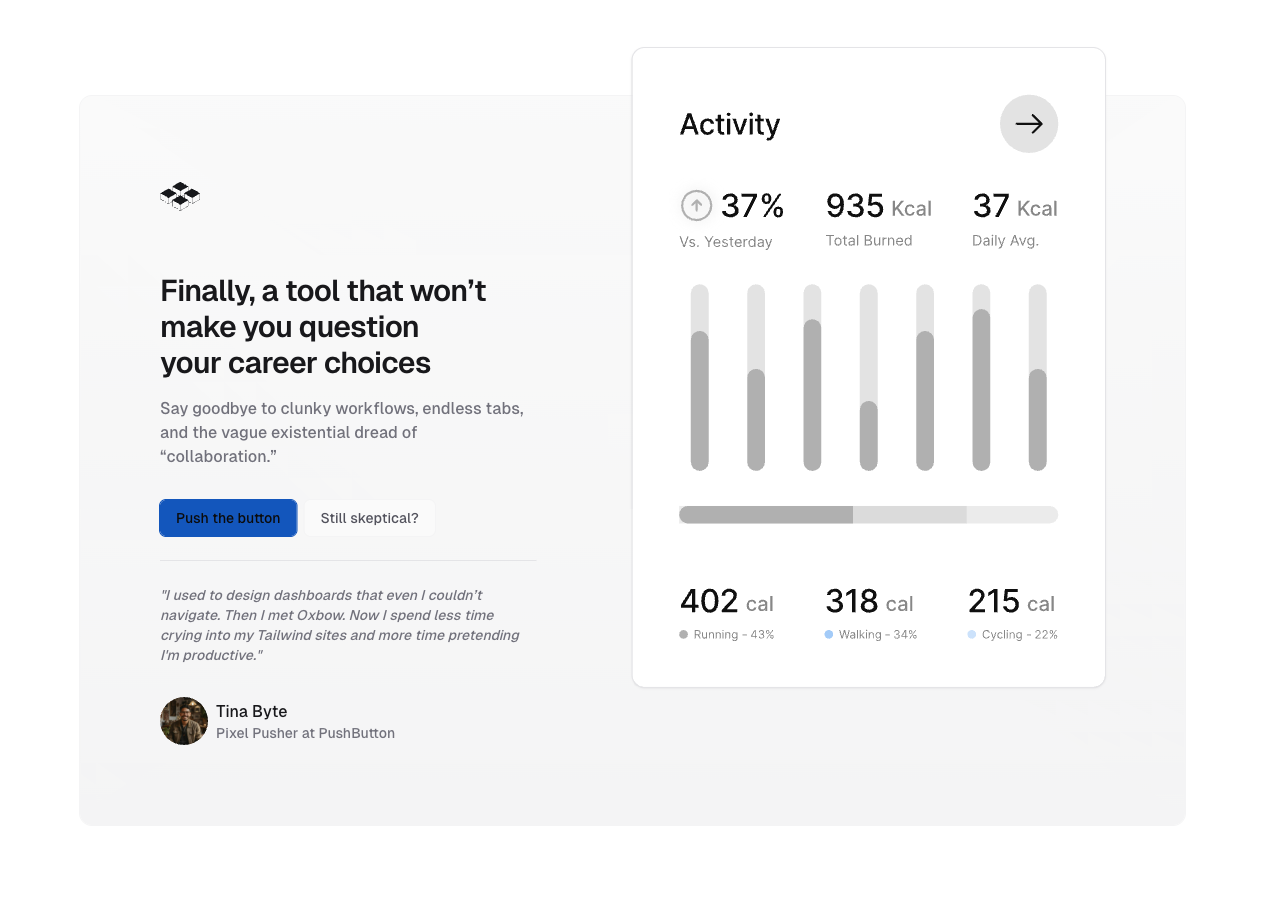 Finally, a tool that won’t
make you question
your career choices
Say goodbye to clunky workflows, endless tabs,
and the vague existential dread of
“collaboration.”
Push the button
Still skeptical?
"I used to design dashboards that even I couldn’t
navigate. Then I met Oxbow. Now I spend less time
crying into my Tailwind sites and more time pretending
I'm productive."
Tina Byte
Pixel Pusher at PushButton
Activity
37%
Vs. Yesterday
935 Kcal
Total Burned
37 Kcal
Daily Avg.
402 cal
Running - 43%
318 cal
Walking - 34%
215 cal
Cycling - 22%